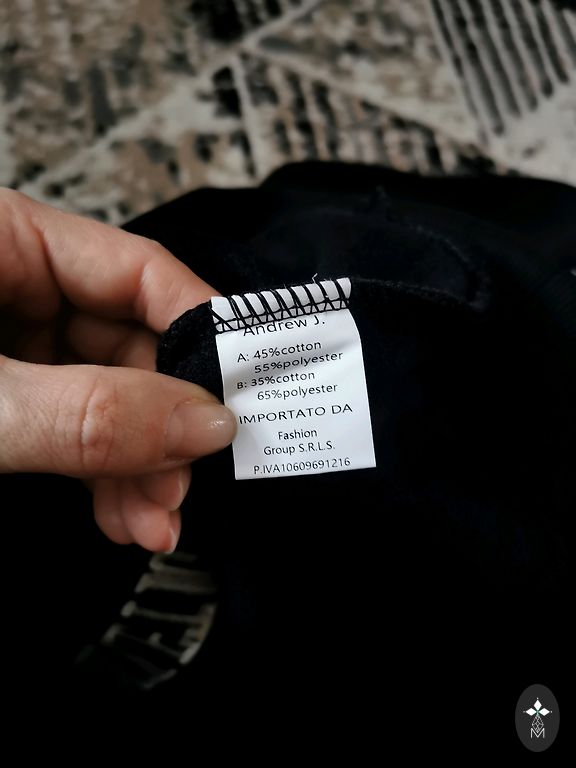 Andrew J.
A: 45%cotton
55%polyester
B: 35%cotton
65%polyester
IMPORTATO DA
Fashion
Group S.R.L.S.
P.IVA10609691216